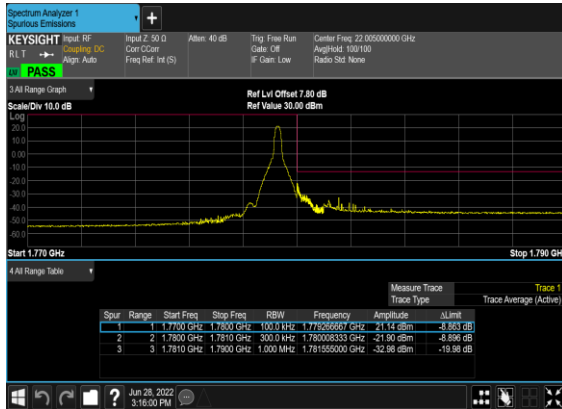 Spectrum Analyzer 1
Spurious Emissions
KEYSIGHT Input: RF Input Z: 50 Ω Atten: 40 dB Trig: Free Run Center Freq: 22.005000000 GHz
RLT Coupling: DC Corr CCorr Gate: Off Avg|Hold: 100/100
Align: Auto Freq Ref: Int (S) IF Gain: Low Radio Std: None
PASS
3 All Range Graph
Ref Lvl Offset 7.80 dB
Scale/Div 10.0 dB Ref Value 30.00 dBm
Log
20.0
10.0
0.00
-10.0
-20.0
-30.0
-40.0
-50.0
-60.0
Start 1.770 GHz Stop 1.790 GH
4 All Range Table
Measure Trace Trace 1
Trace Type Trace Average (Active)
Spur Range Start Freq Stop Freq RBW Frequency Amplitude ΔLimit
1 1 1.7700 GHz 1.7800 GHz 100.0 kHz 1.779266667 GHz 21.14 dBm -8.863 dB
2 2 1.7800 GHz 1.7810 GHz 300.0 kHz 1.780008333 GHz -21.90 dBm -8.896 dB
3 3 1.7810 GHz 1.7900 GHz 1.000 MHz 1.781555000 GHz -32.98 dBm -19.98 dB
Jun 28, 2022
3:16:00 PM